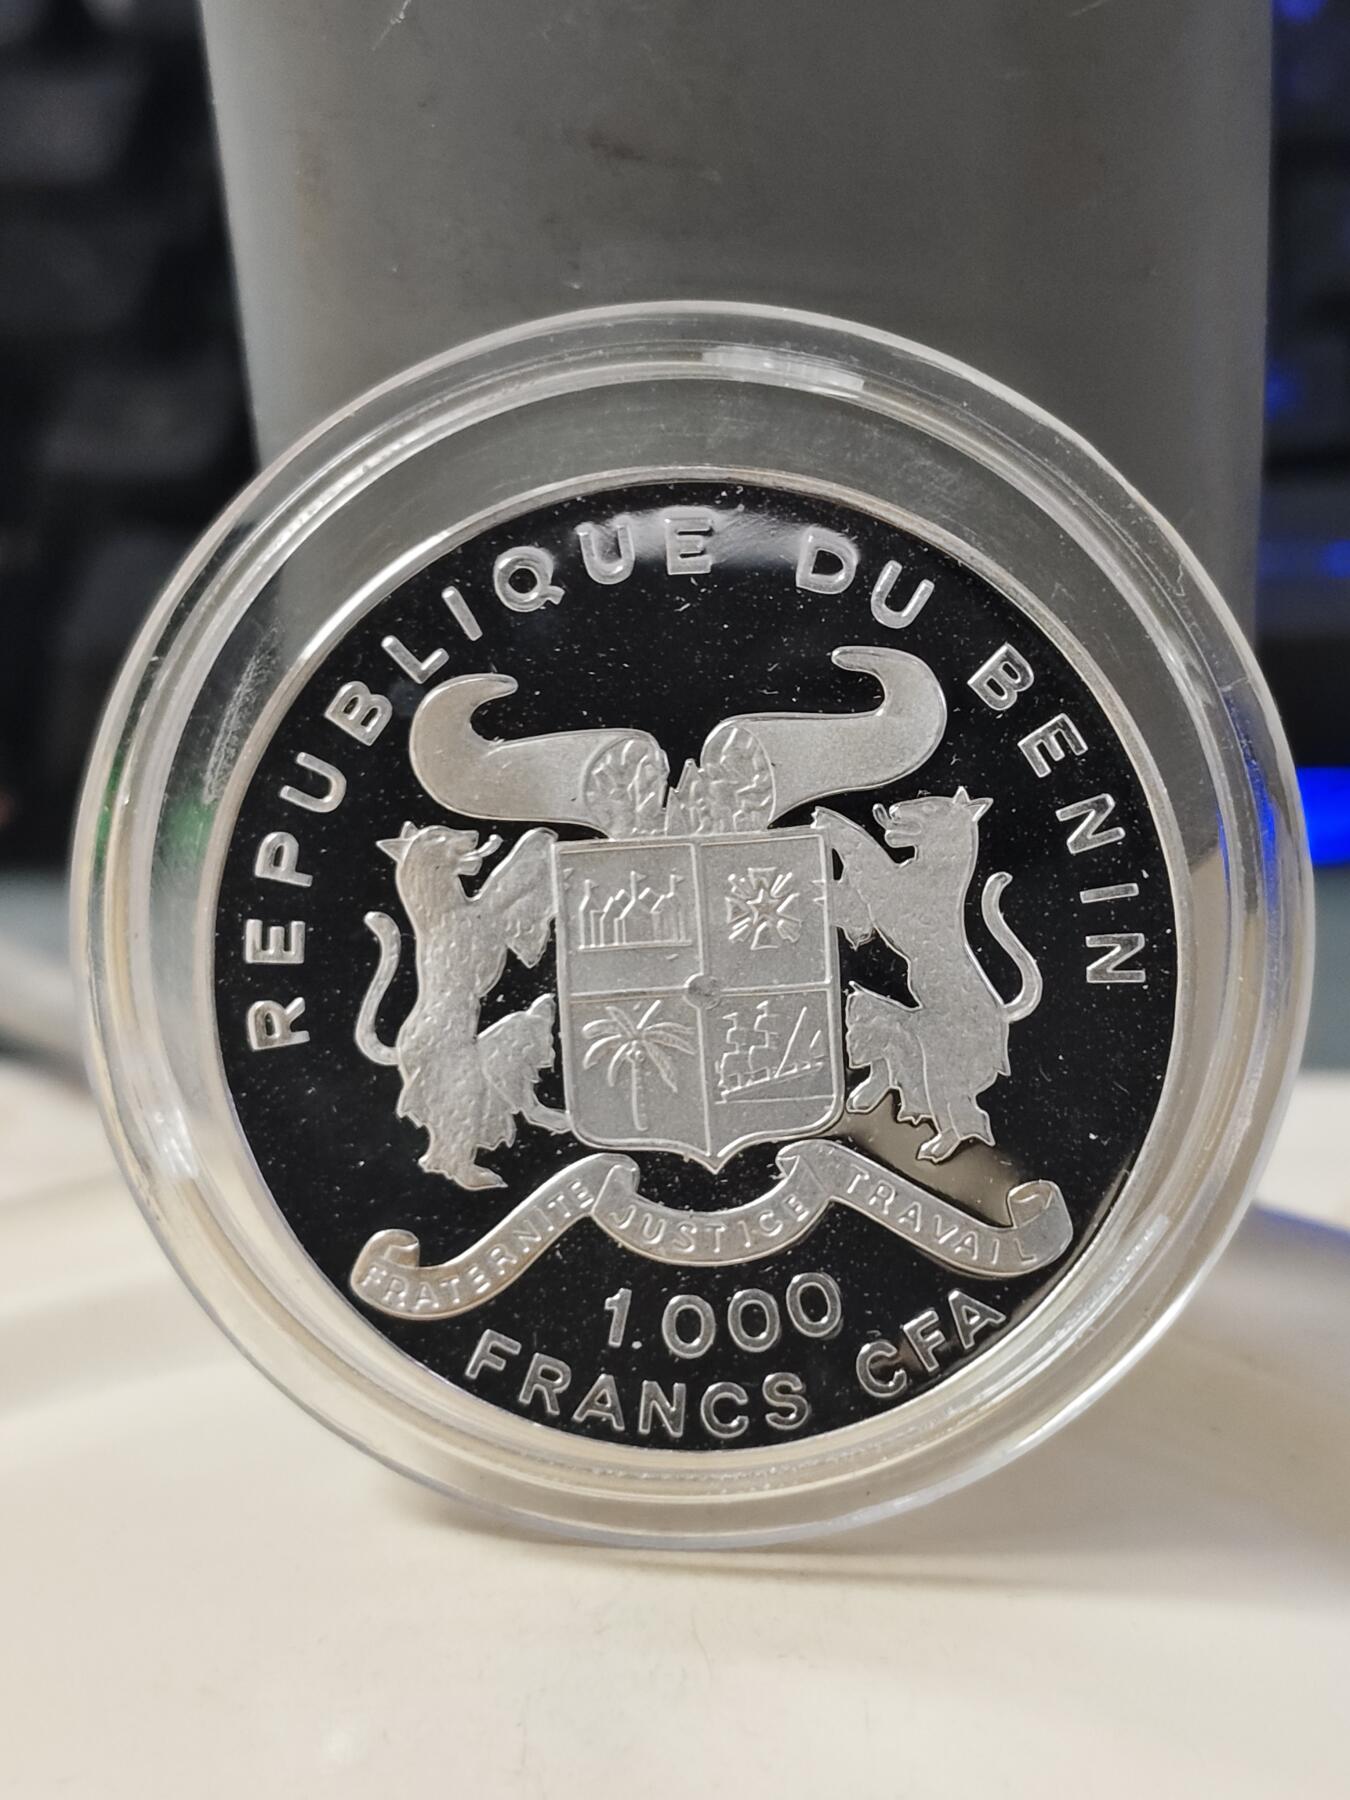 REPUBLIQUE DU BENIN
FRATERNITE JUSTICE TRAVAIL
1.000
FRANCS CFA